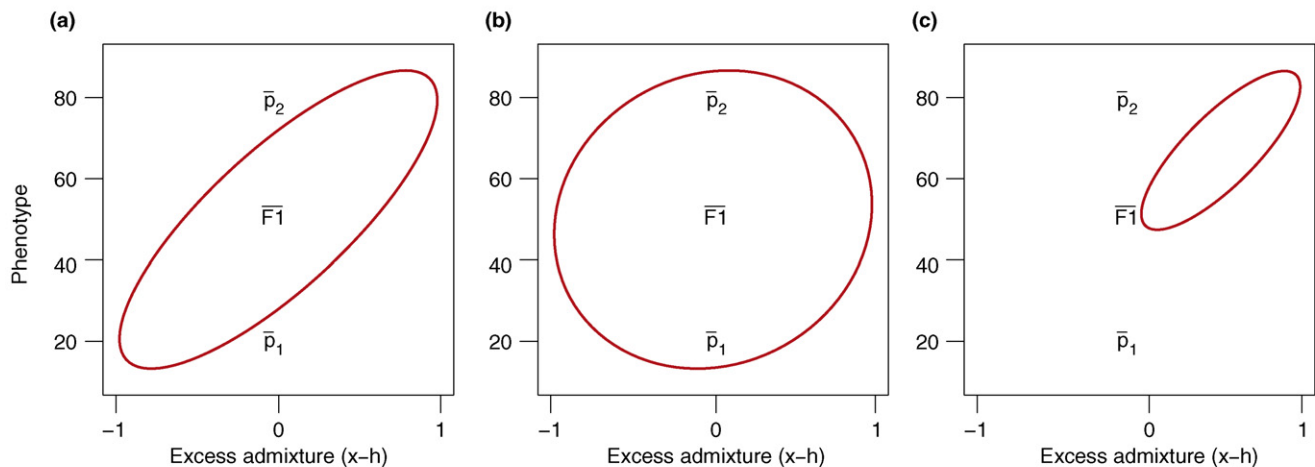 (a)
(b)
(c)
Phenotype
80
60
40
20
p̅₂
F̅1̅
p̅₁
−1
0
1
Excess admixture (x−h)
80
60
40
20
p̅₂
F̅1̅
p̅₁
−1
0
1
Excess admixture (x−h)
80
60
40
20
p̅₂
F̅1̅
p̅₁
−1
0
1
Excess admixture (x−h)